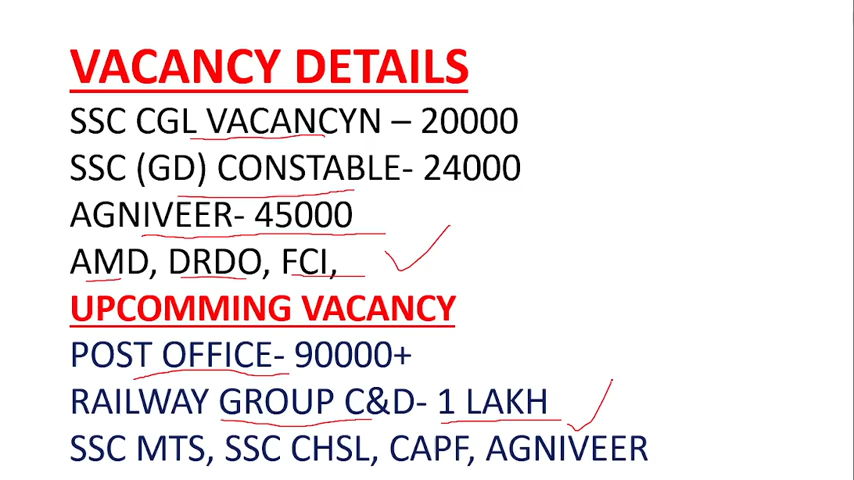 VACANCY DETAILS
SSC CGL VACANCYN – 20000
SSC (GD) CONSTABLE- 24000
AGNIVEER- 45000
AMD, DRDO, FCI,
UPCOMMING VACANCY
POST OFFICE- 90000+
RAILWAY GROUP C&D- 1 LAKH
SSC MTS, SSC CHSL, CAPF, AGNIVEER